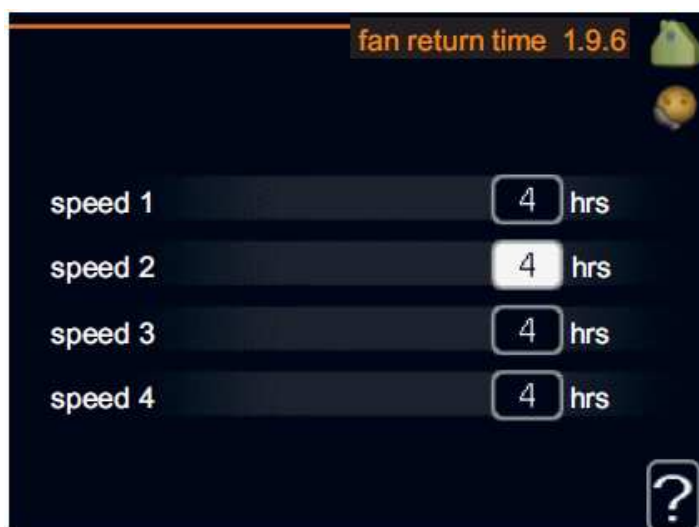 fan return time 1.9.6
speed 1 4 hrs
speed 2 4 hrs
speed 3 4 hrs
speed 4 4 hrs
?